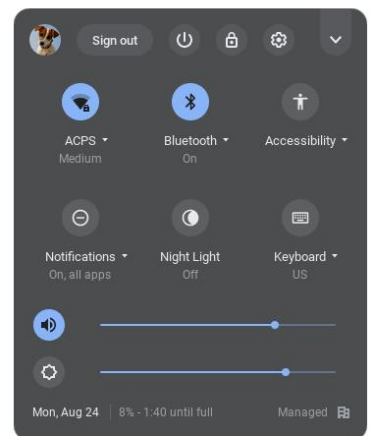 Sign out
ACPS Bluetooth Accessibility
Medium On
Notifications Night Light Keyboard
On, all apps Off US
Mon, Aug 24 8% - 1:40 until full Managed